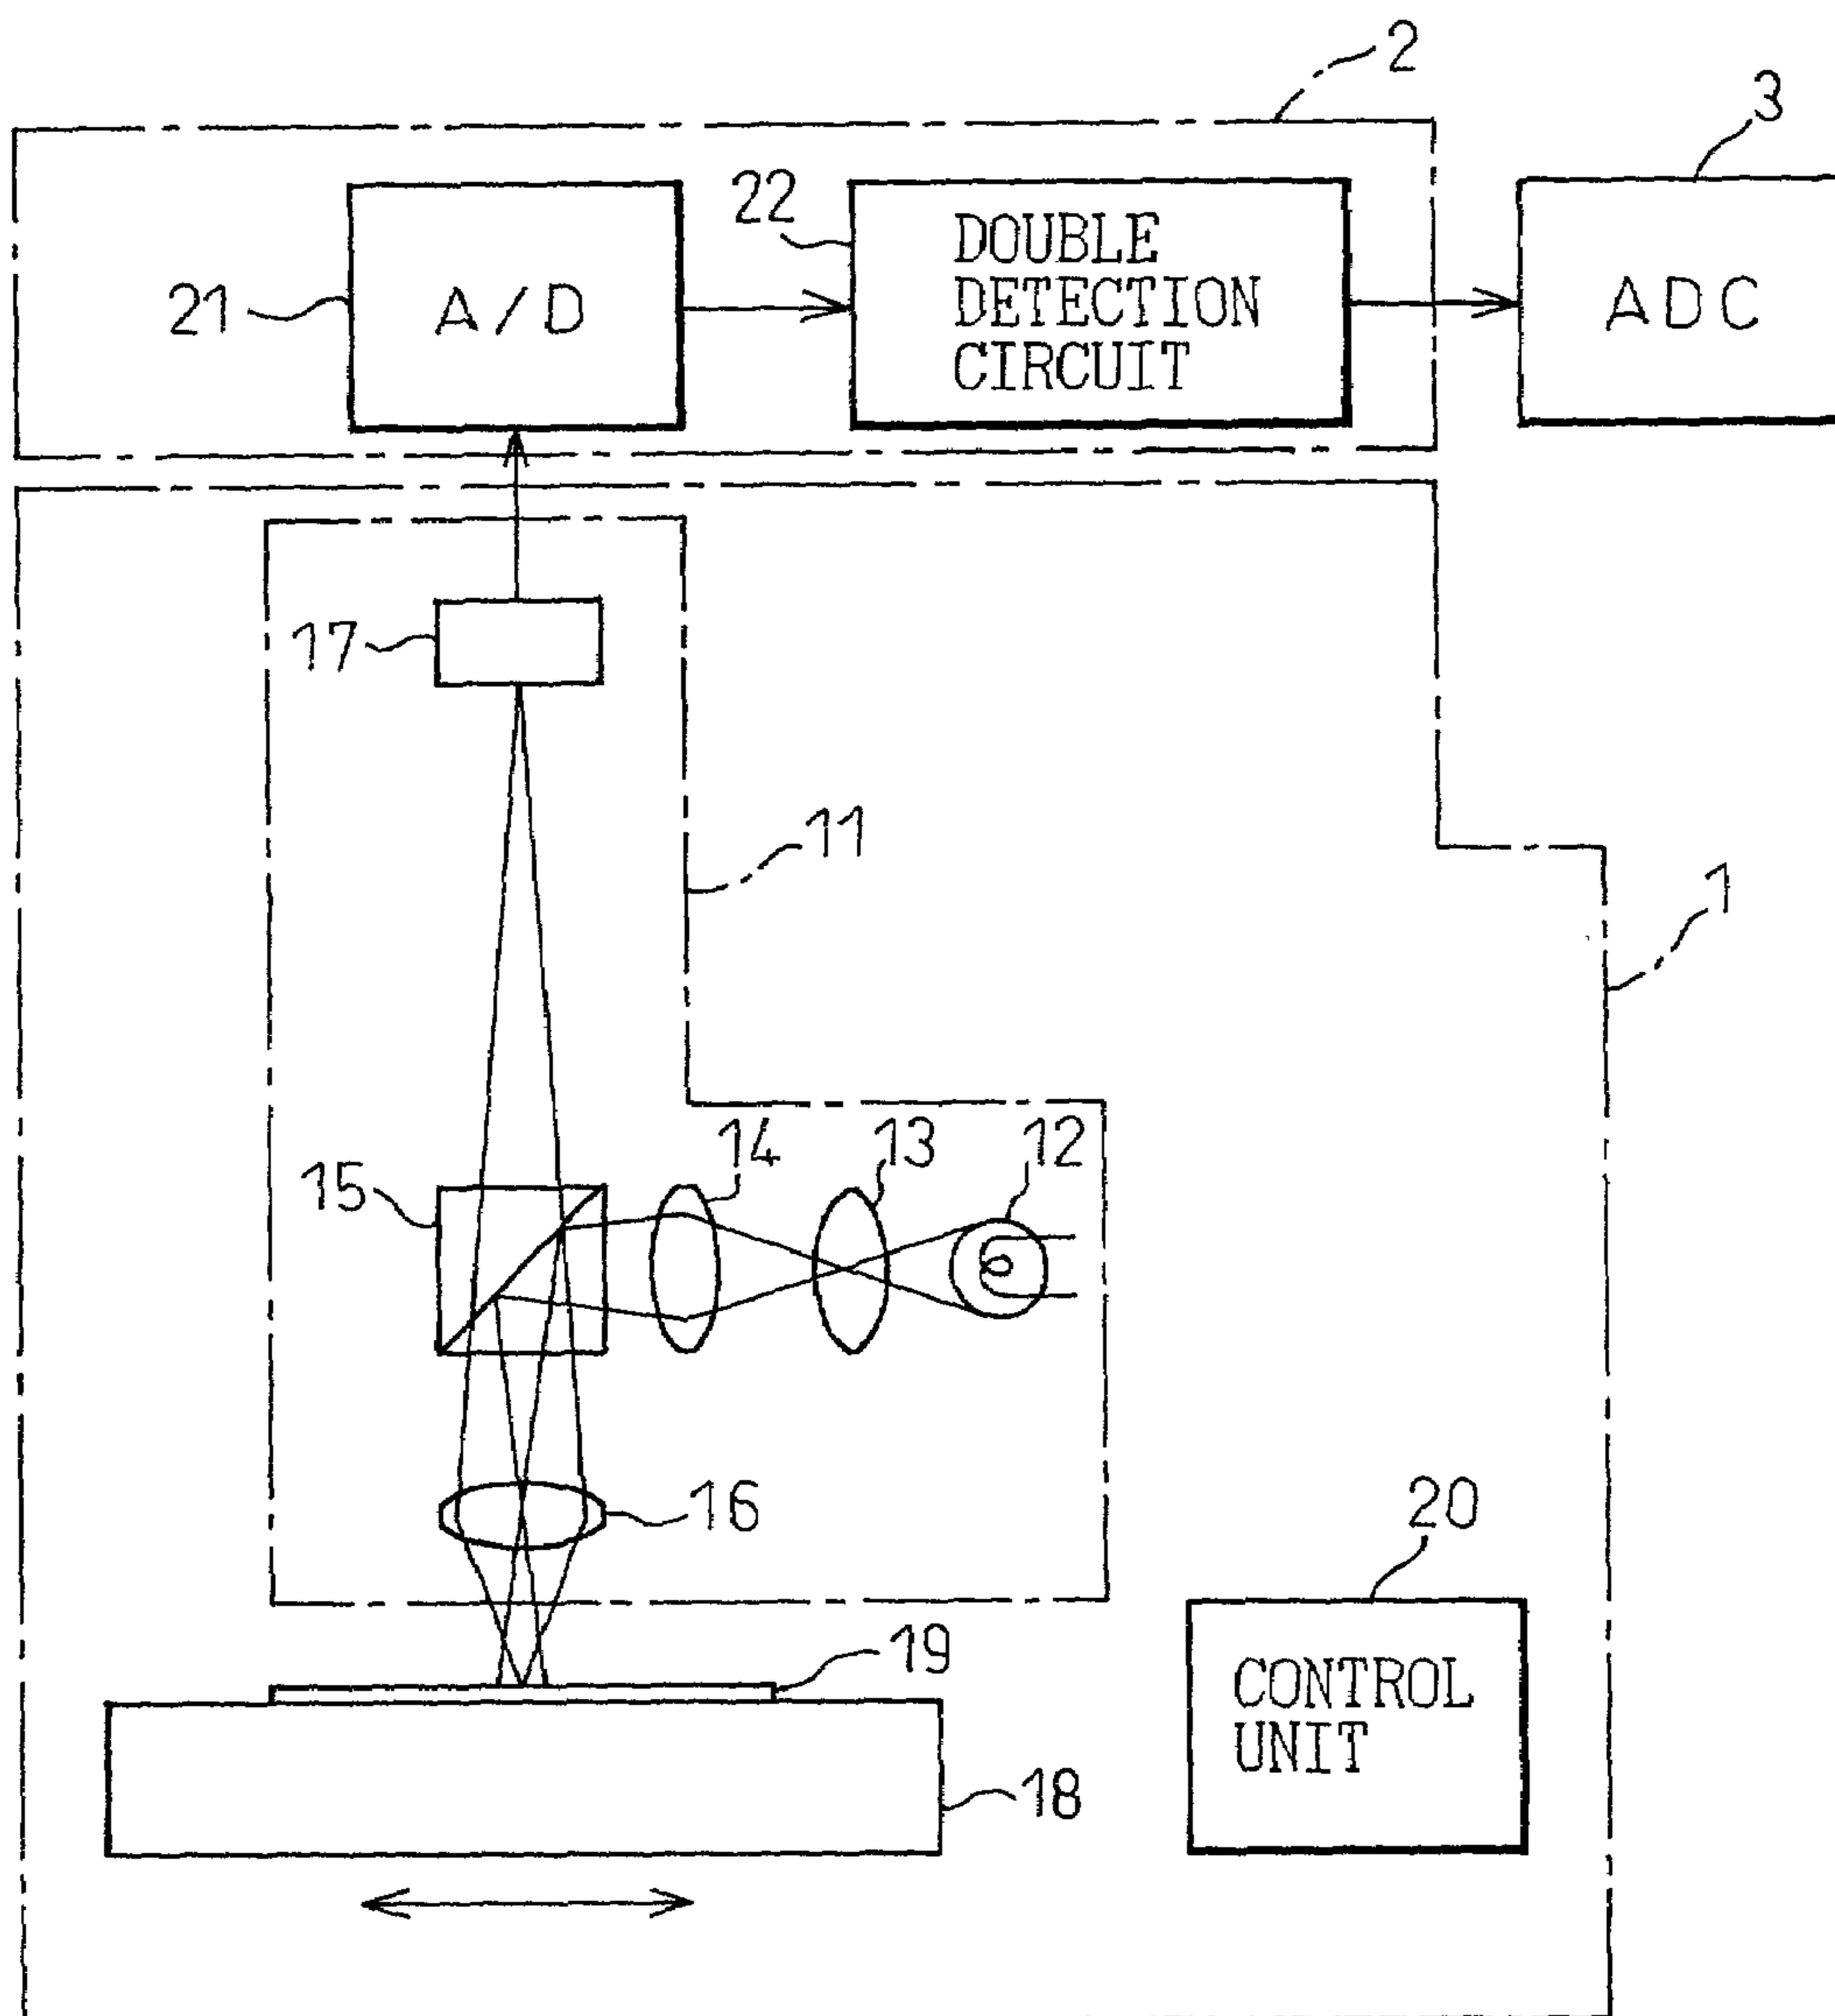 2
3
22
21
A/D
DOUBLE
DETECTION
CIRCUIT
ADC
17
11
1
14
13
12
15
16
20
19
CONTROL
UNIT
18